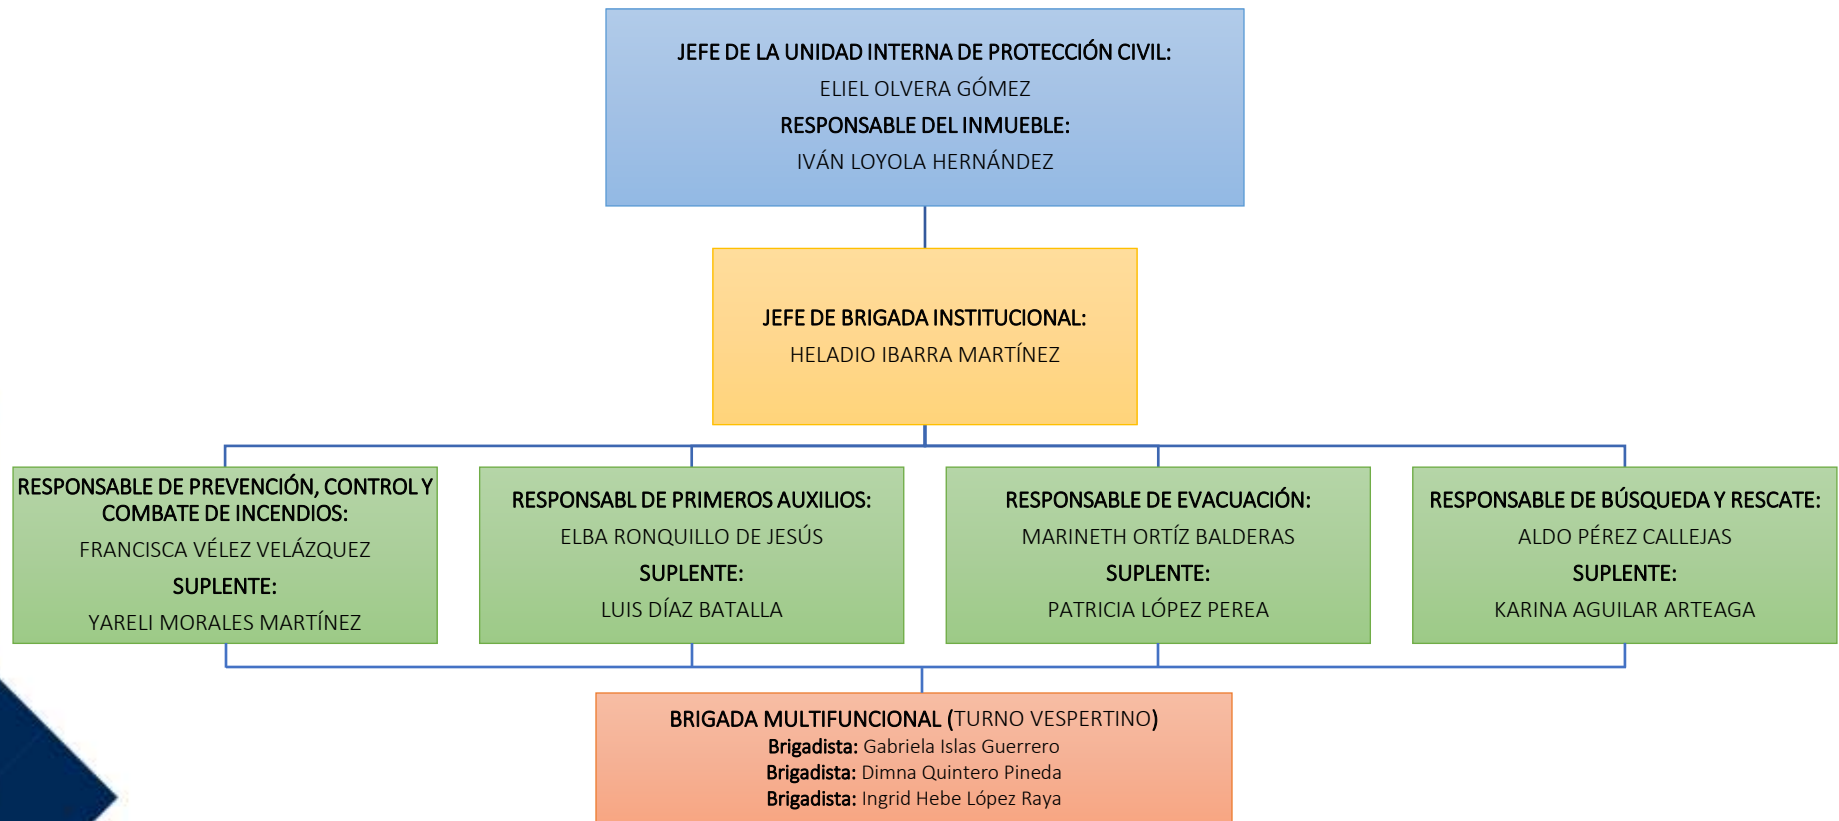 JEFE DE LA UNIDAD INTERNA DE PROTECCIÓN CIVIL:
ELIEL OLVERA GÓMEZ
RESPONSABLE DEL INMUEBLE:
IVÁN LOYOLA HERNÁNDEZ
JEFE DE BRIGADA INSTITUCIONAL:
HELADIO IBARRA MARTÍNEZ
RESPONSABLE DE PREVENCIÓN, CONTROL Y
COMBATE DE INCENDIOS:
FRANCISCA VÉLEZ VELÁZQUEZ
SUPLENTE:
YARELI MORALES MARTÍNEZ
RESPONSABL DE PRIMEROS AUXILIOS:
ELBA RONQUILLO DE JESÚS
SUPLENTE:
LUIS DÍAZ BATALLA
RESPONSABLE DE EVACUACIÓN:
MARINETH ORTÍZ BALDERAS
SUPLENTE:
PATRICIA LÓPEZ PEREA
RESPONSABLE DE BÚSQUEDA Y RESCATE:
ALDO PÉREZ CALLEJAS
SUPLENTE:
KARINA AGUILAR ARTEAGA
BRIGADA MULTIFUNCIONAL (TURNO VESPERTINO)
Brigadista: Gabriela Islas Guerrero
Brigadista: Dimna Quintero Pineda
Brigadista: Ingrid Hebe López Raya